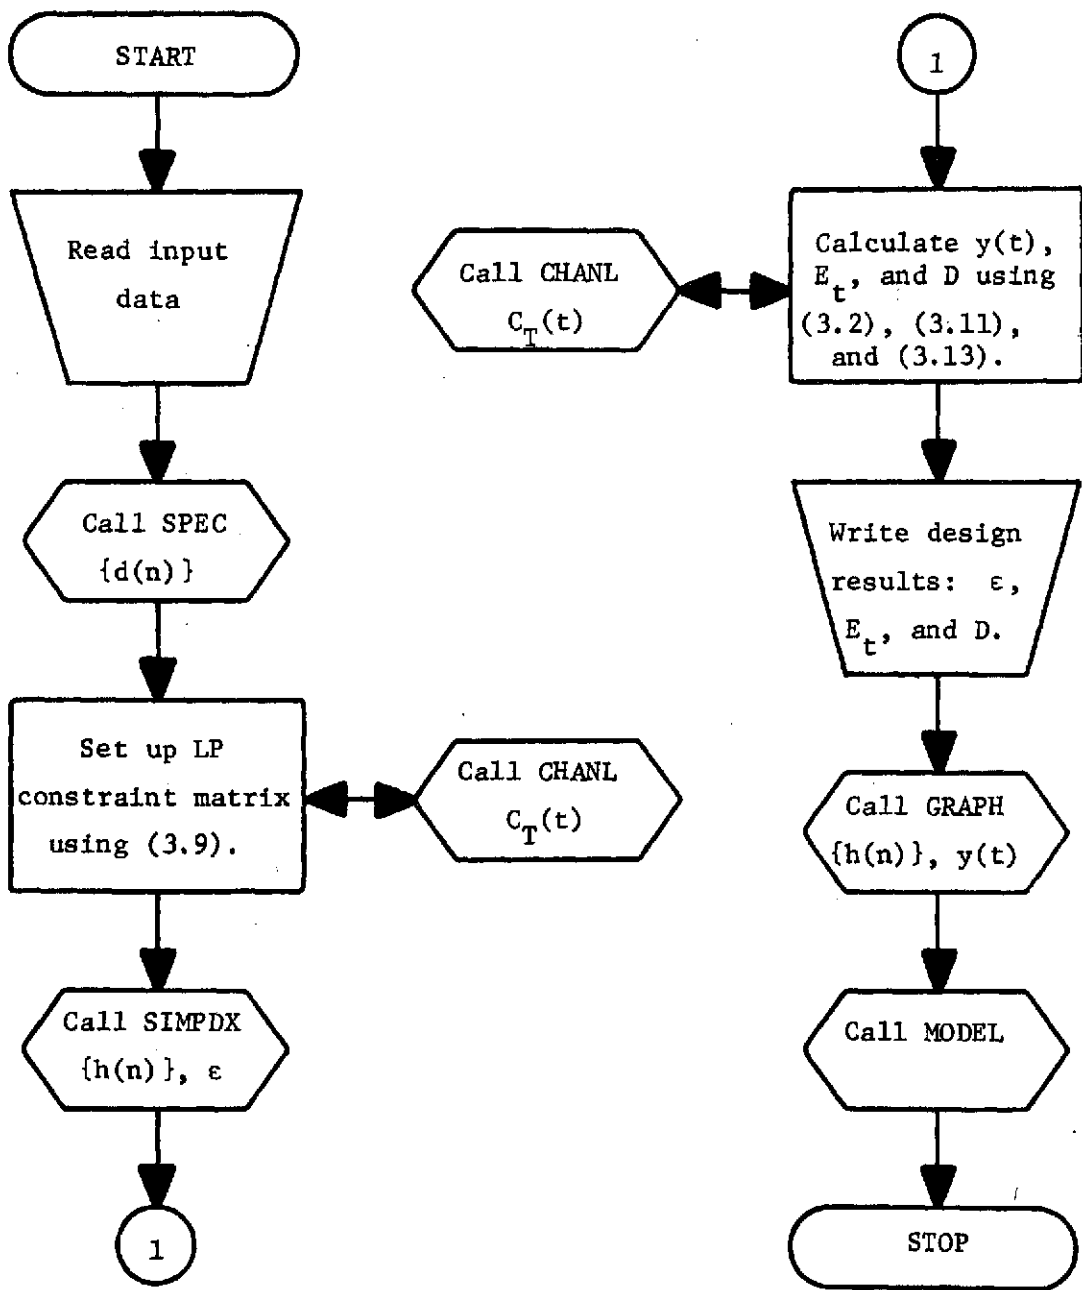 START
Read input
data
Call SPEC
{d(n)}
Set up LP
constraint matrix
using (3.9).
Call CHANL
C_T(t)
Call SIMPDX
{h(n)}, ε
1
1
Calculate y(t),
E_t, and D using
(3.2), (3.11),
and (3.13).
Call CHANL
C_T(t)
Write design
results: ε,
E_t, and D.
Call GRAPH
{h(n)}, y(t)
Call MODEL
STOP